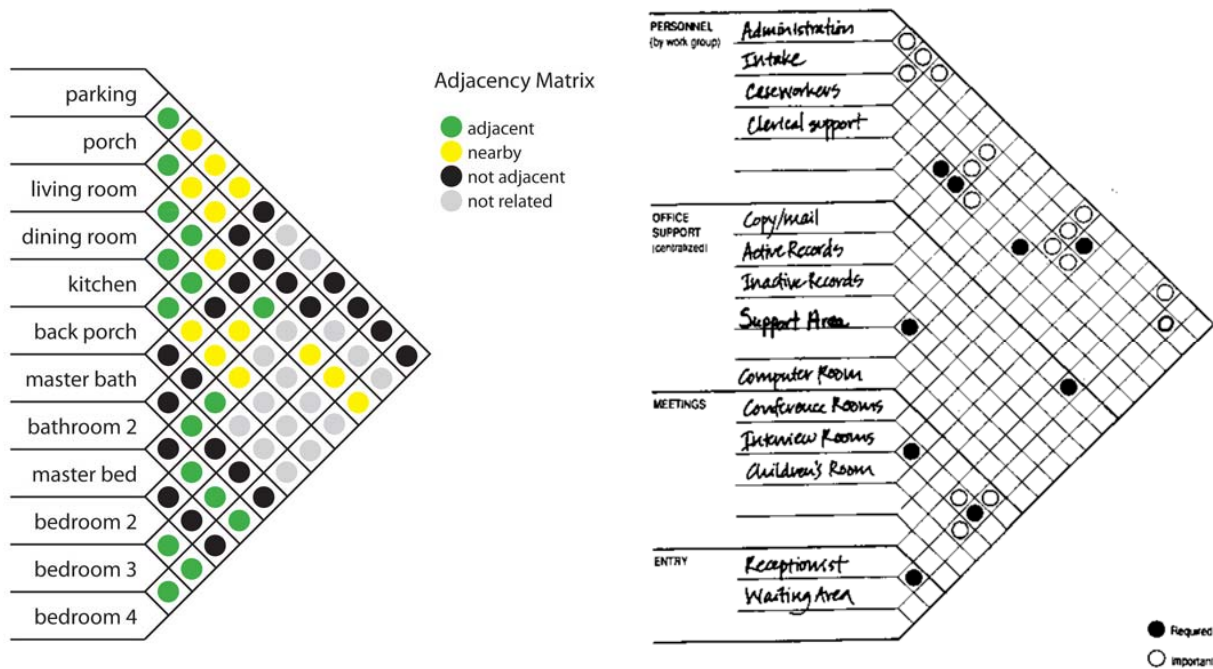 parking
porch
living room
dining room
kitchen
back porch
master bath
bathroom 2
master bed
bedroom 2
bedroom 3
bedroom 4
Adjacency Matrix
adjacent
nearby
not adjacent
not related
PERSONNEL
(by work group)
Administration
Intake
Caseworkers
Clerical support
OFFICE
SUPPORT
(centralized)
Copy/mail
Active Records
Inactive Records
Support Area
Computer Room
MEETINGS
Conference Rooms
Interview Rooms
Children's Room
ENTRY
Receptionist
Waiting Area
Required
Important